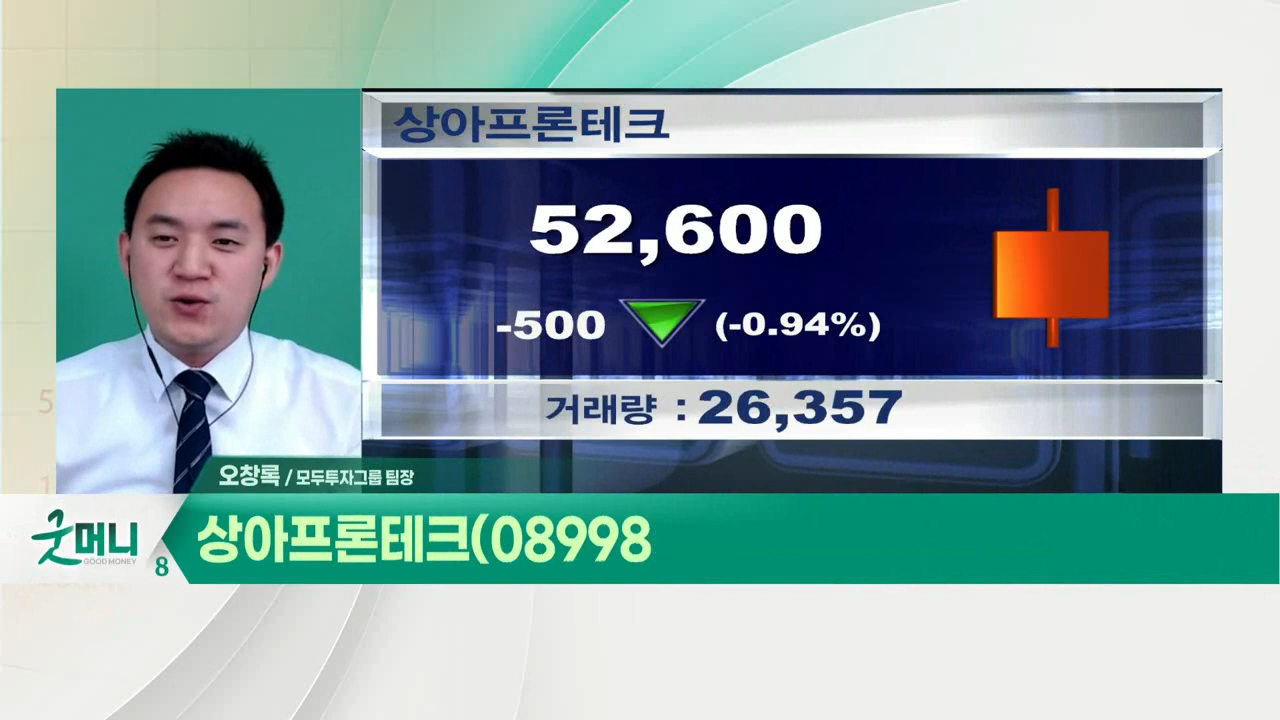 상아프론테크
52,600
-500 (-0.94%)
거래량 : 26,357
오창록 / 모두투자그룹 팀장
굿머니
GOOD MONEY
8
상아프론테크(08998
5
1